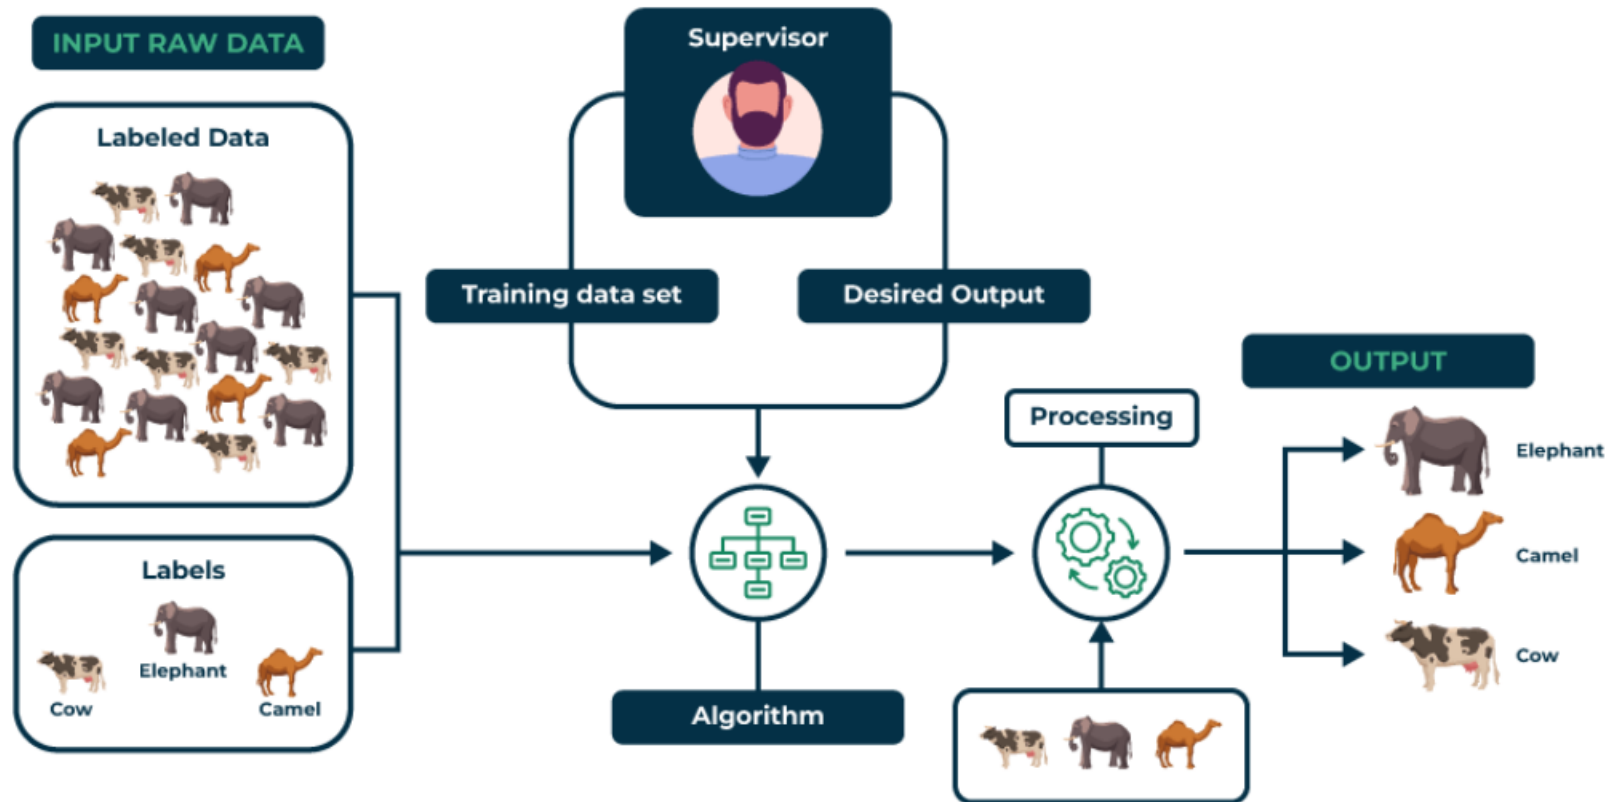 INPUT RAW DATA
Labeled Data
Labels
Elephant
Cow
Camel
Supervisor
Training data set
Desired Output
Algorithm
Processing
OUTPUT
Elephant
Camel
Cow